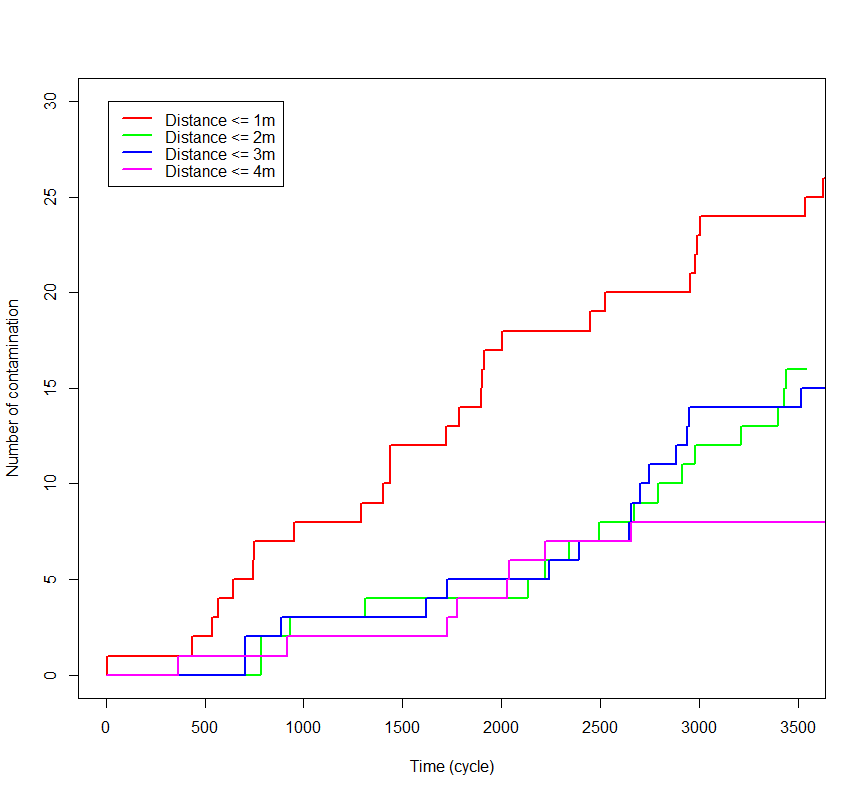 Distance <= 1m
Distance <= 2m
Distance <= 3m
Distance <= 4m
30
25
20
15
10
5
0
Number of contamination
0 500 1000 1500 2000 2500 3000 3500
Time (cycle)